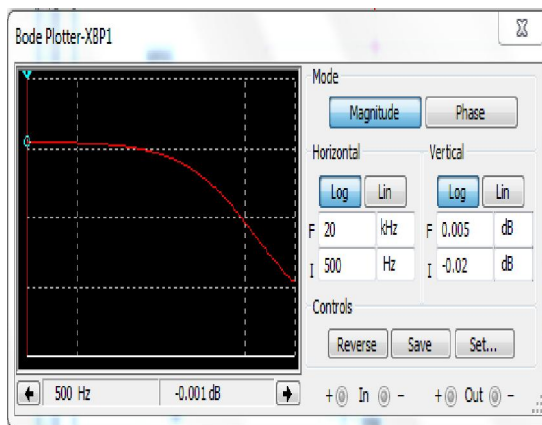 Bode Plotter-XBP1
Mode
Magnitude Phase
Horizontal Vertical
Log Lin Log Lin
F 20 kHz F 0.005 dB
I 500 Hz I -0.02 dB
Controls
Reverse Save Set...
500 Hz -0.001 dB + In - + Out -